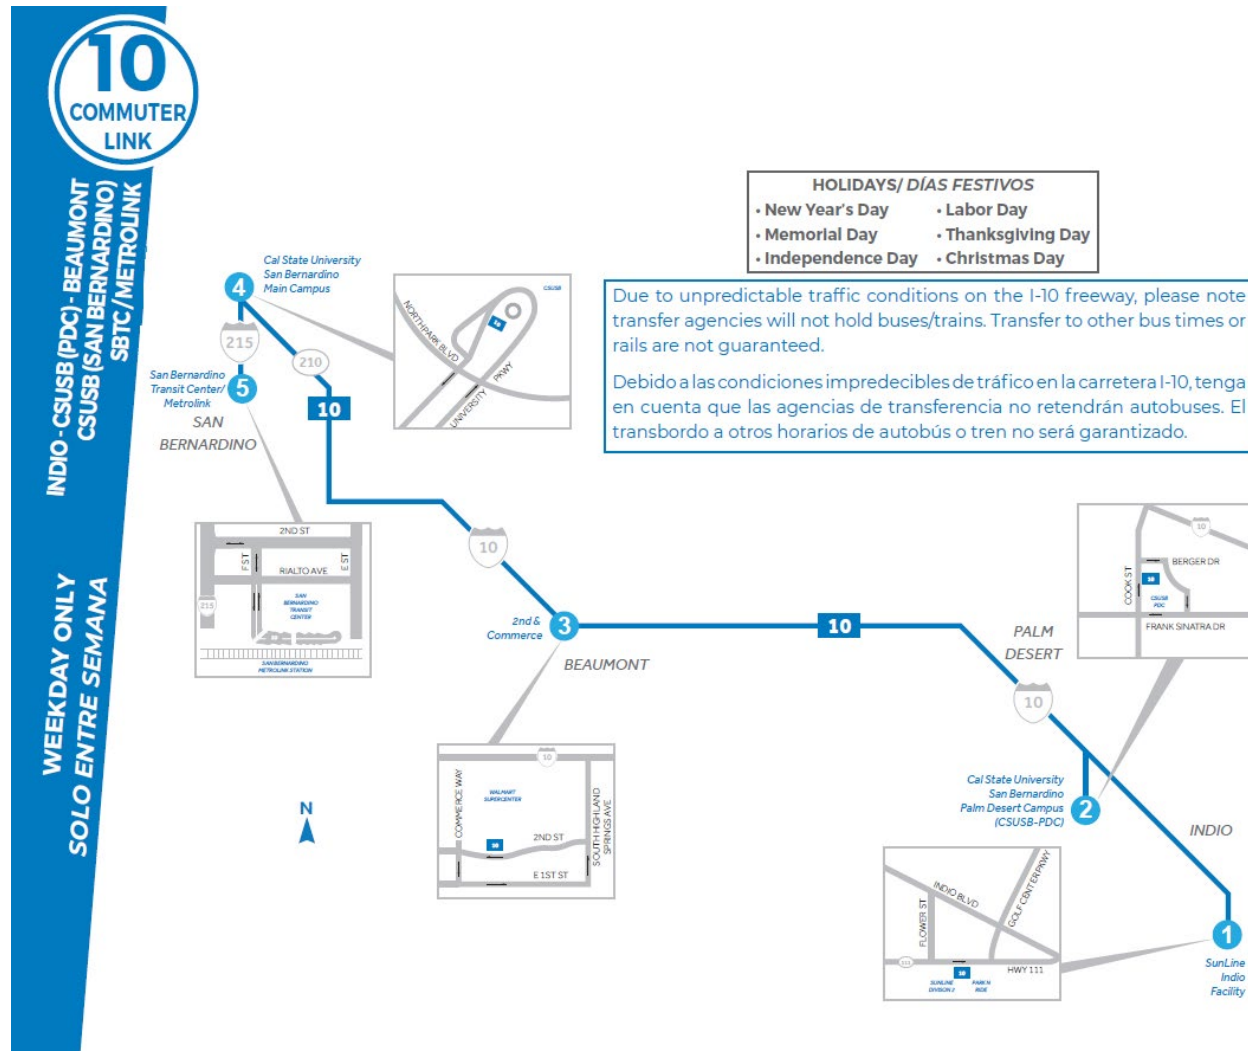 10
COMMUTER
LINK
INDIO - CSUSB (PDC) - BEAUMONT
CSUSB (SAN BERNARDINO)
SBTC / METROLINK
WEEKDAY ONLY
SOLO ENTRE SEMANA
HOLIDAYS/ DÍAS FESTIVOS
• New Year's Day
• Labor Day
• Memorial Day
• Thanksgiving Day
• Independence Day
• Christmas Day
Due to unpredictable traffic conditions on the I-10 freeway, please note
transfer agencies will not hold buses/trains. Transfer to other bus times or
rails are not guaranteed.
Debido a las condiciones impredecibles de tráfico en la carretera I-10, tenga
en cuenta que las agencias de transferencia no retendrán autobuses. El
transbordo a otros horarios de autobús o tren no será garantizado.
4
Cal State University
San Bernardino
Main Campus
215
210
San Bernardino
Transit Center/
Metrolink
5
SAN
BERNARDINO
10
CSUSB
10
NORTHPARK BLVD
UNIVERSITY
PKWY
2ND ST
F ST
E ST
RIALTO AVE
215
SAN
BERNARDINO
TRANSIT
CENTER
SAN BERNARDINO
METROLINK STATION
10
2nd &
Commerce
3
BEAUMONT
10
10
COMMERCE WAY
WALMART
SUPERCENTER
10
2ND ST
SOUTH HIGHLAND
SPRINGS AVE
E 1ST ST
N
PALM
DESERT
10
10
BERGER DR
COOK ST
10
CSUSB
PDC
FRANK SINATRA DR
Cal State University
San Bernardino
Palm Desert Campus
(CSUSB-PDC)
2
INDIO
INDIO BLVD
GOLF CENTER PKWY
FLOWER ST
111
HWY 111
10
SUNLINE
DIVISION 2
PARK N
RIDE
1
SunLine
Indio
Facility